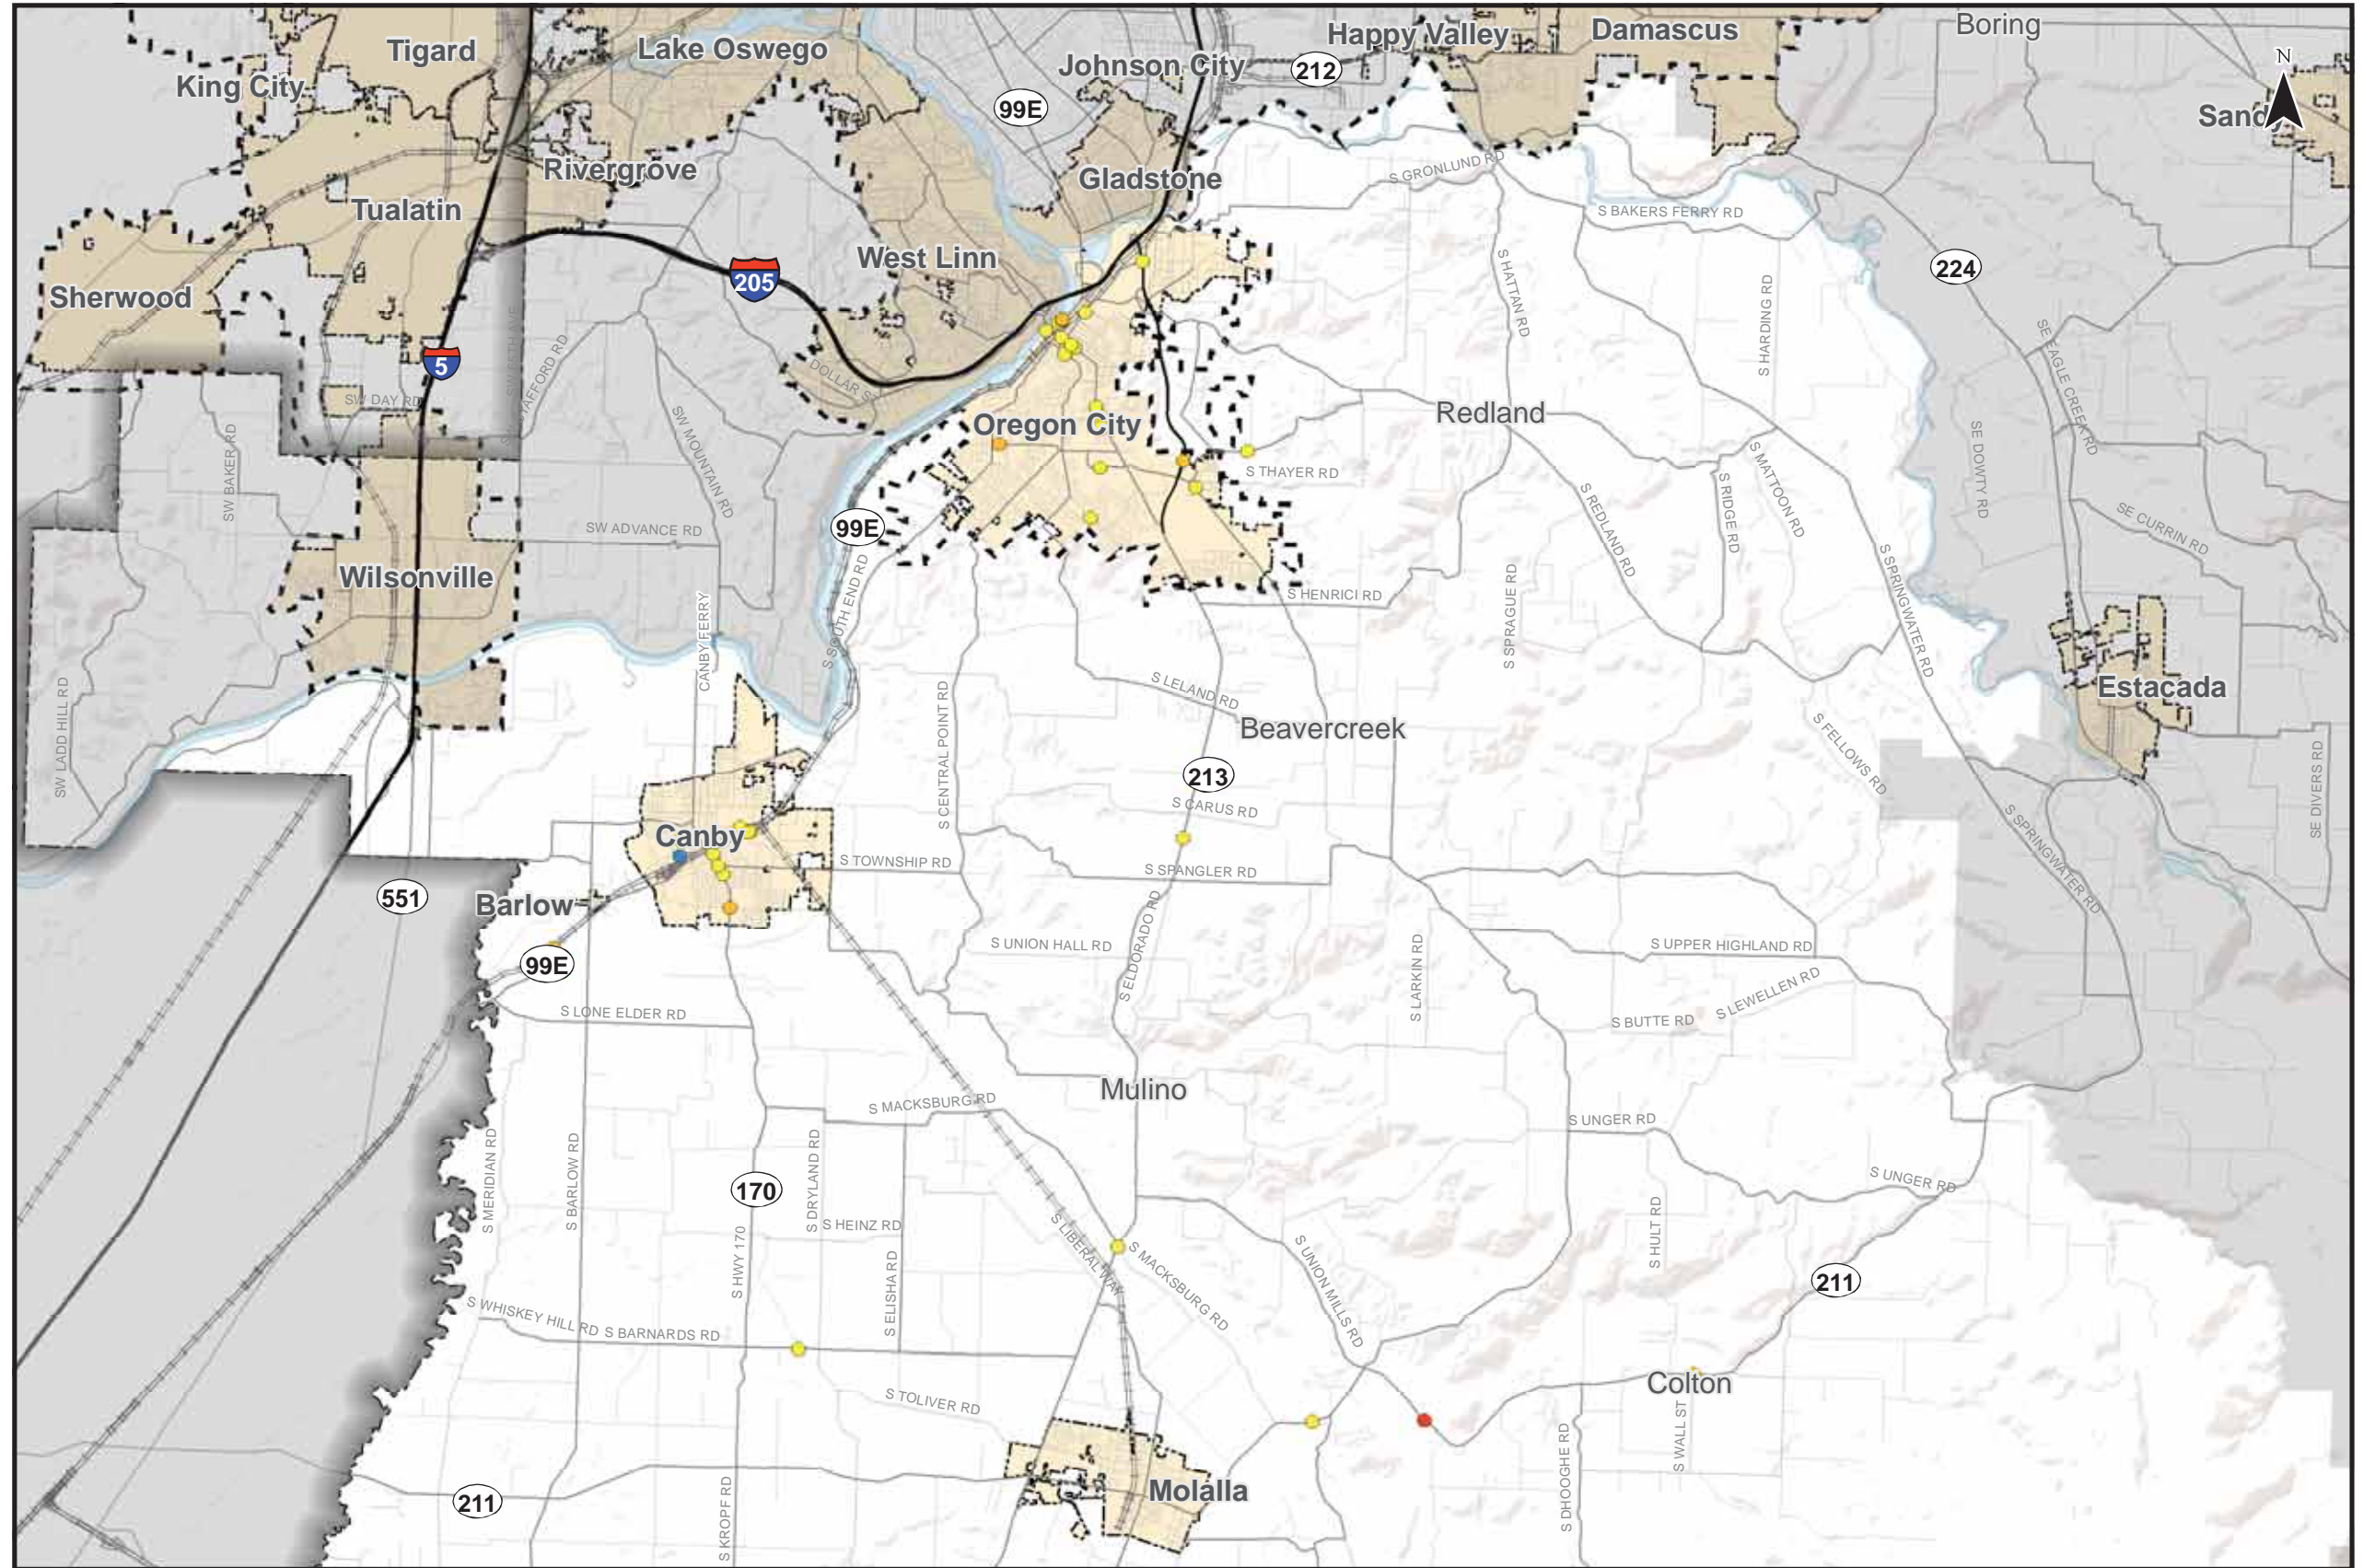 Boring
Happy Valley
Damascus
Tigard
Lake Oswego
Johnson City
212
N
King City
99E
Sandy
Rivergrove
Gladstone
S GRONLUND RD
Tualatin
S BAKERS FERRY RD
West Linn
224
205
Sherwood
S HATTAN RD
S HARDING RD
5
SW DAY RD
DOLLAR ST
SE EAGLE CREEK RD
SW MOUNTAIN RD
Oregon City
Redland
SW BAKER RD
S THAYER RD
S MATTOON RD
SE DOWTY RD
S RIDGE RD
S REDLAND RD
99E
SW ADVANCE RD
SE CURRIN RD
Wilsonville
S HENRICI RD
S SPRAGUE RD
S SPRINGWATER RD
S SOUTH END RD
CANBY FERRY
SW LADD HILL RD
S LELAND RD
Estacada
Beavercreek
S CENTRAL POINT RD
S FELLOWS RD
213
S CARUS RD
SE DIVERS RD
Canby
S TOWNSHIP RD
S SPANGLER RD
S SPRINGWATER RD
551
Barlow
S UNION HALL RD
S ELDORADO RD
S UPPER HIGHLAND RD
99E
S LARKIN RD
S LEWELLEN RD
S LONE ELDER RD
S BUTTE RD
Mulino
S MACKSBURG RD
S UNGER RD
S MERIDIAN RD
S BARLOW RD
S DRYLAND RD
170
S UNGER RD
S HEINZ RD
S HULT RD
S HWY 170
S LIBERAL WAY
S MACKSBURG RD
S UNION MILLS RD
S ELISHA RD
211
S WHISKEY HILL RD
S BARNARDS RD
S TOLIVER RD
Colton
S WALL ST
S DHOOGHE RD
Molalla
211
S KROPF RD